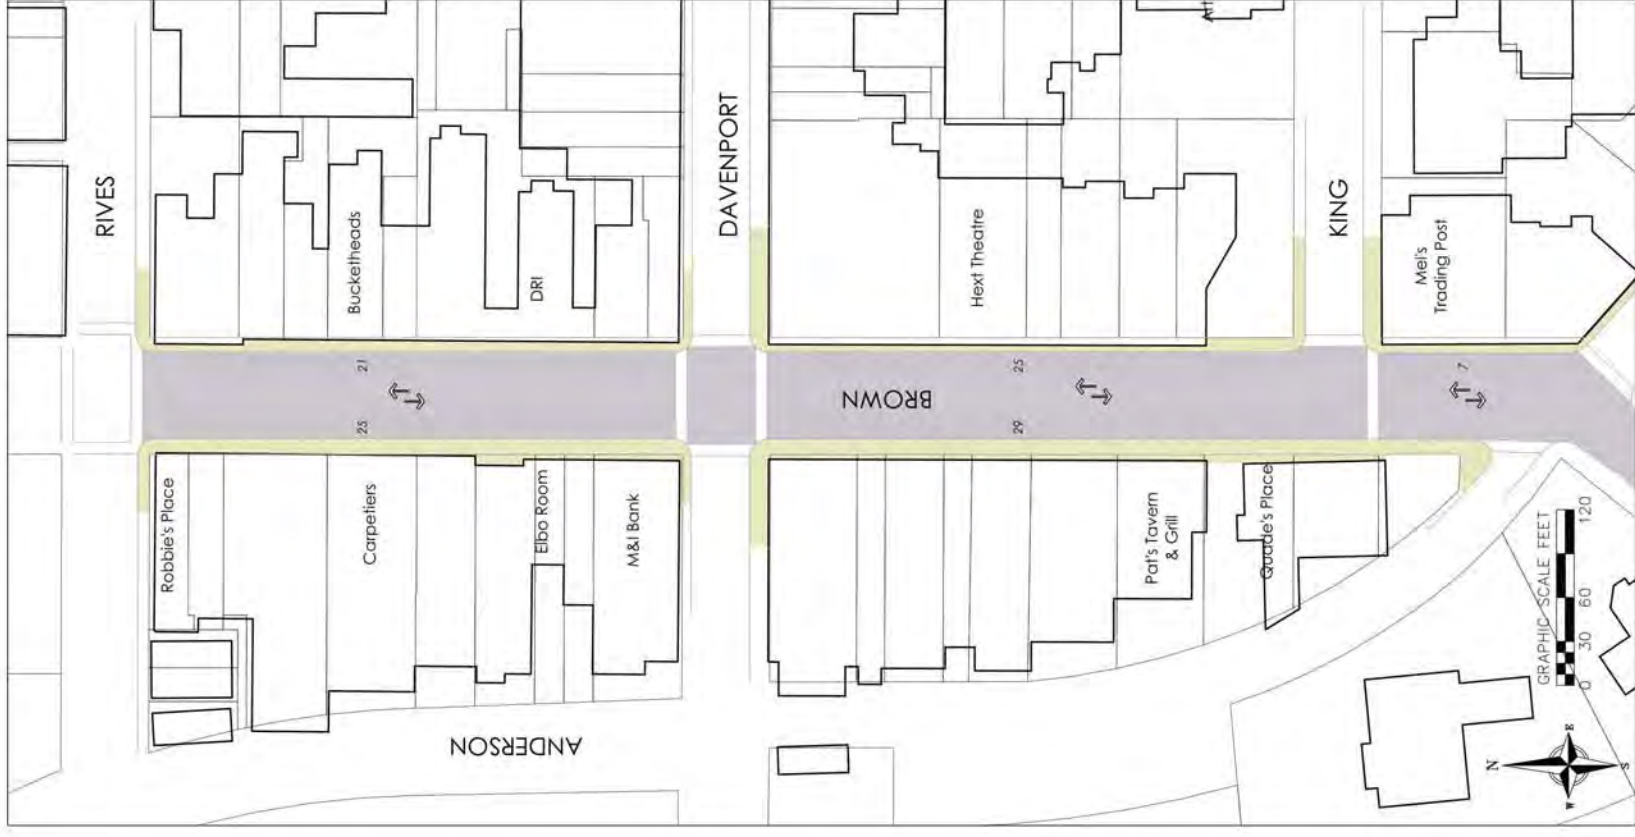 RIVES
DAVENPORT
KING
Bucketheads
DRI
Hext Theatre
Mel's
Trading Post
21
25
7
BROWN
25
29
Robbie's Place
Carpetiers
Elbo Room
M&I Bank
Pat's Tavern
& Grill
Quade's Place
ANDERSON
GRAPHIC SCALE FEET
0 30 60 120
N
E
W
S